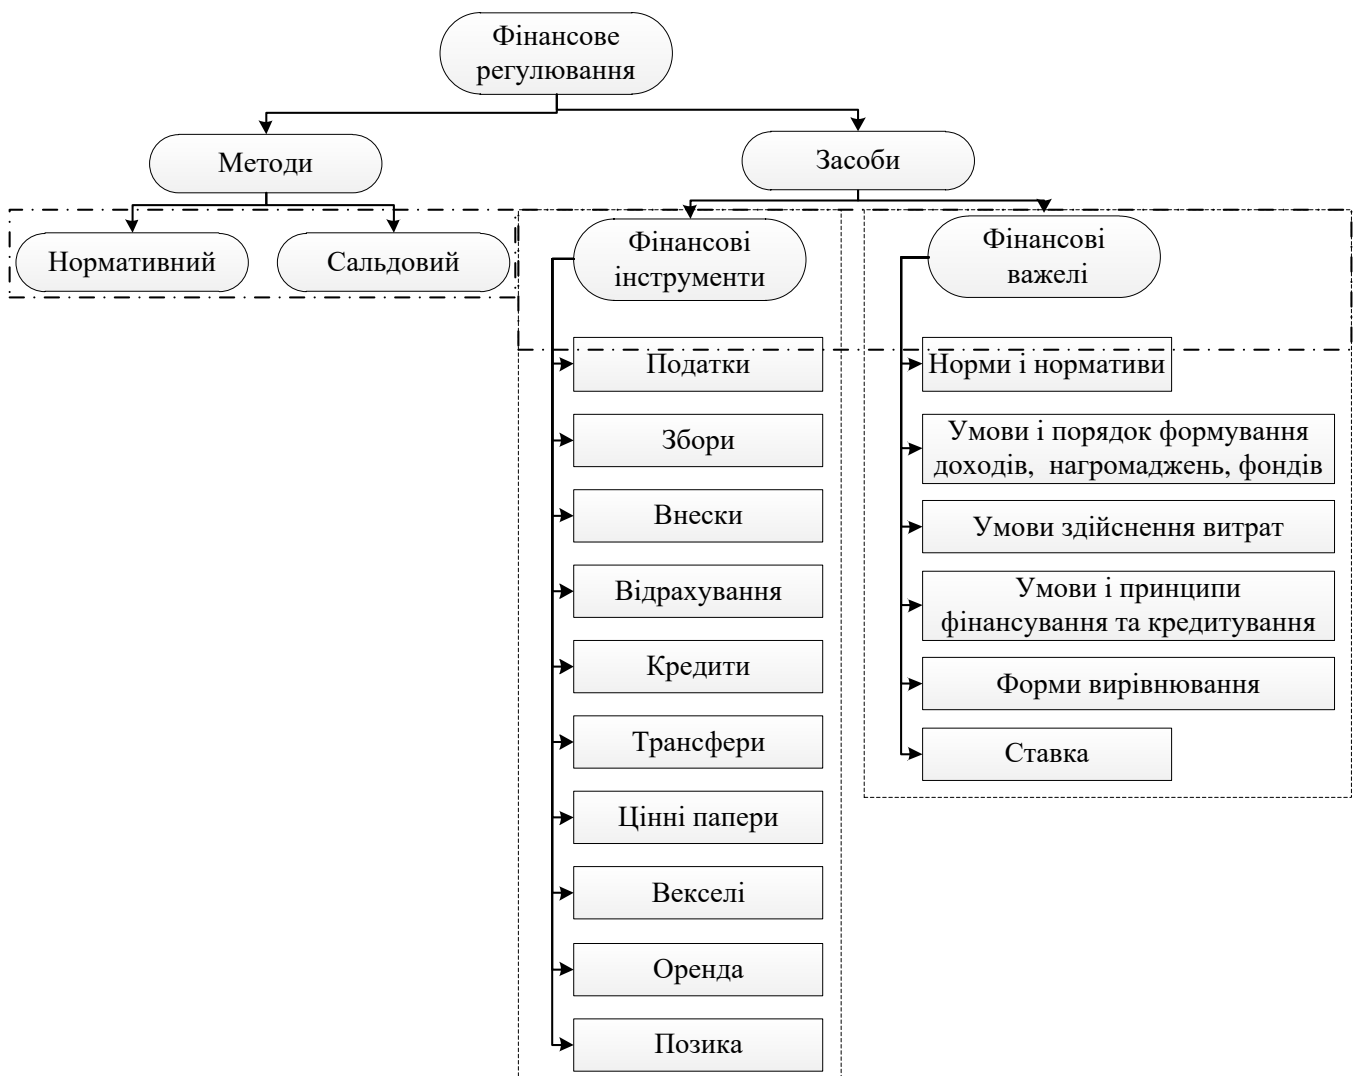 Фінансове
регулювання
Методи
Засоби
Нормативний
Сальдовий
Фінансові
інструменти
Податки
Збори
Внески
Відрахування
Кредити
Трансфери
Цінні папери
Векселі
Оренда
Позика
Фінансові
важелі
Норми і нормативи
Умови і порядок формування
доходів, нагромаджень, фондів
Умови здійснення витрат
Умови і принципи
фінансування та кредитування
Форми вирівнювання
Ставка